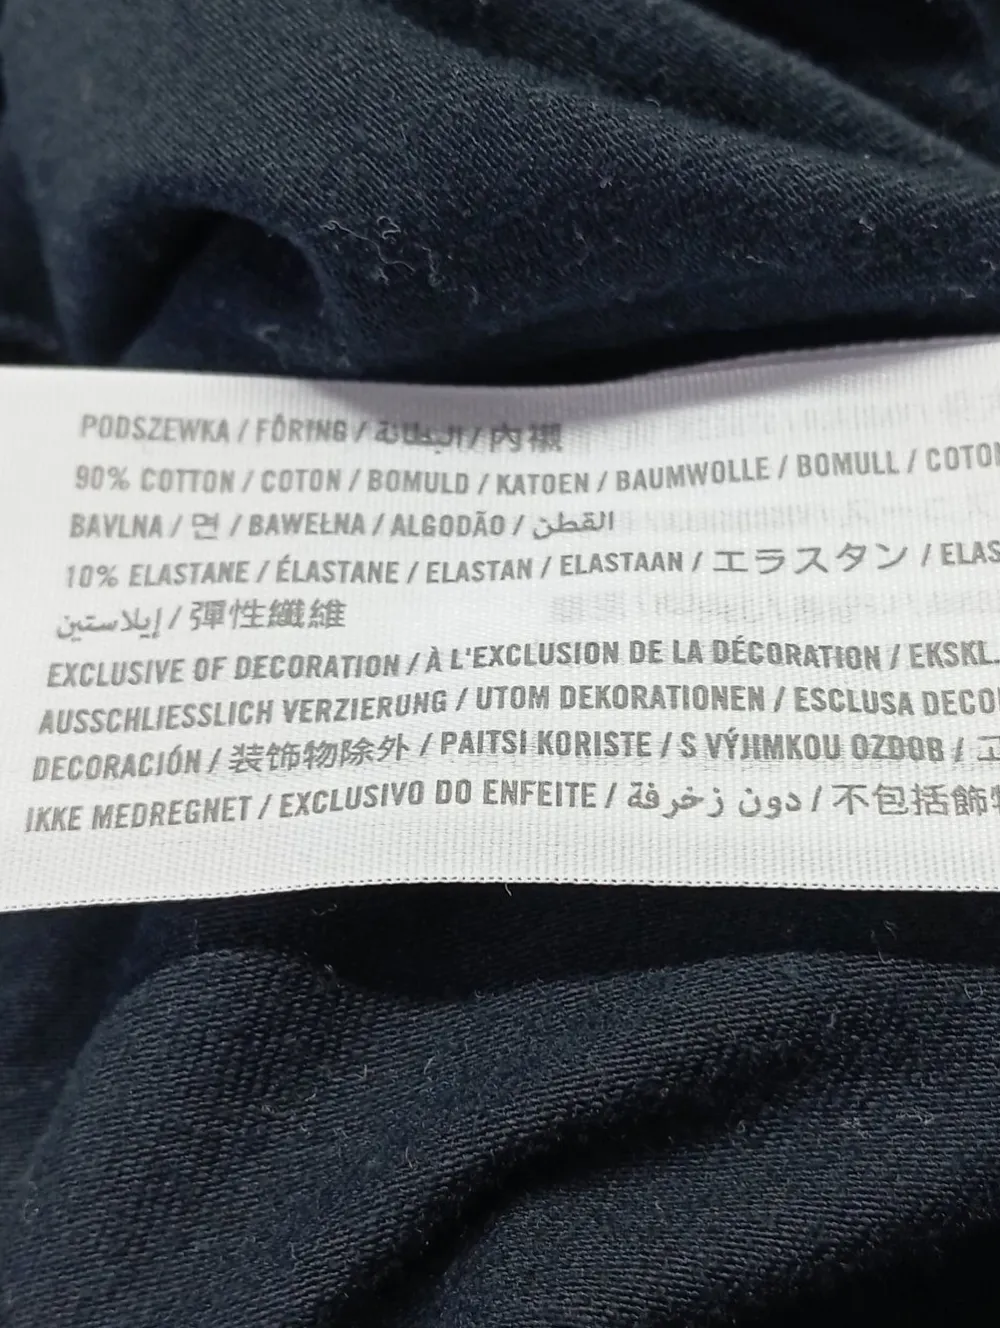 PODSZEWKA / FÔRING / البطانة / 內襯
90% COTTON / COTON / BOMULD / KATOEN / BAUMWOLLE / BOMULL / COTON
BAVLNA / 면 / BAWEŁNA / ALGODÃO / القطن
10% ELASTANE / ÉLASTANE / ELASTAN / ELASTAAN / エラスタン / ELAS
إيلاستين / 彈性纖維
EXCLUSIVE OF DECORATION / À L'EXCLUSION DE LA DÉCORATION / EKSKL.
AUSSCHLIESSLICH VERZIERUNG / UTOM DEKORATIONEN / ESCLUSA DECO
DECORACIÓN / 装飾物除外 / PAITSI KORISTE / S VÝJIMKOU OZDOB /
IKKE MEDREGNET / EXCLUSIVO DO ENFEITE / دون زخرفة / 不包括飾物